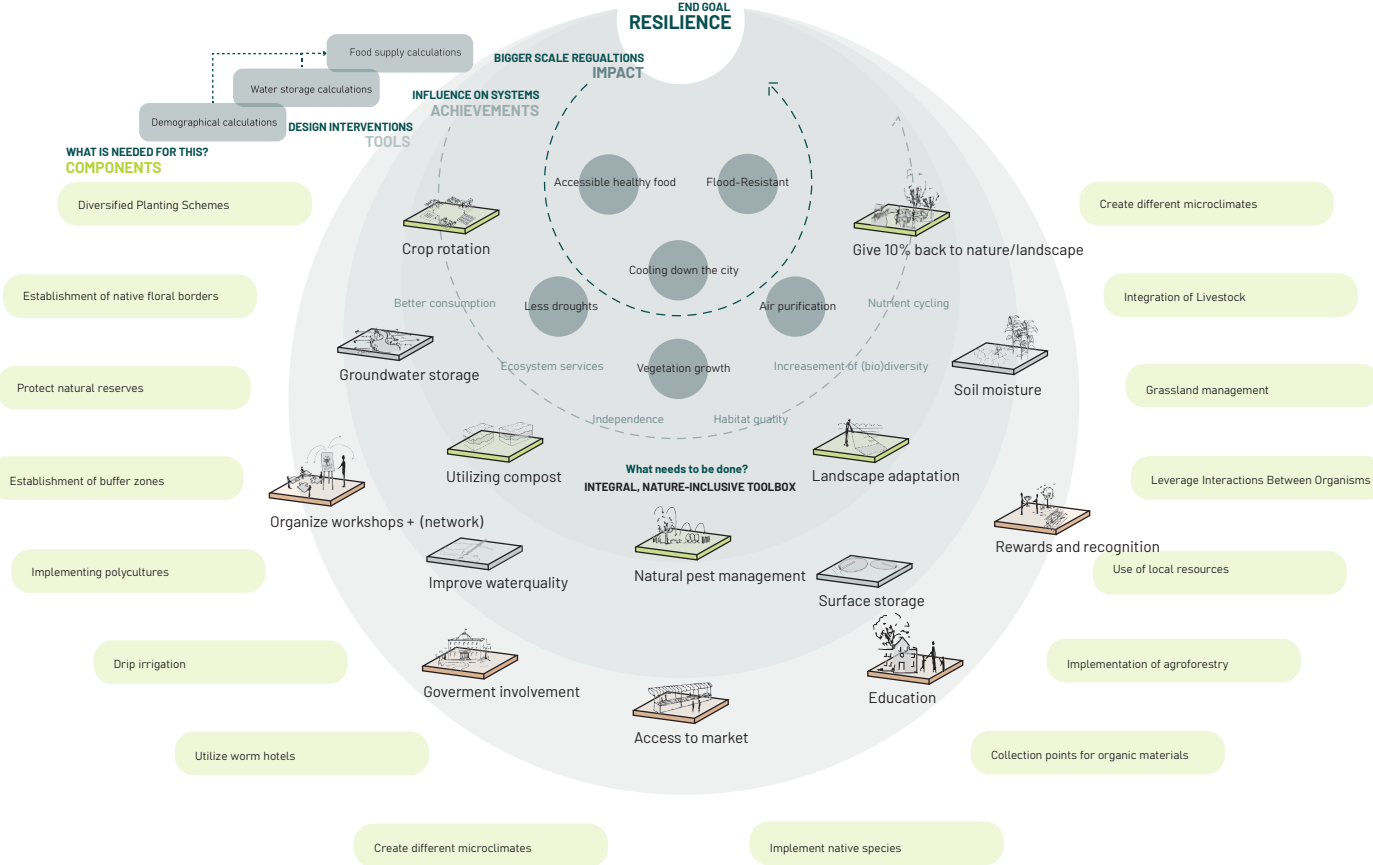 END GOAL
RESILIENCE
Food supply calculations
BIGGER SCALE REGUALTIONS
IMPACT
Water storage calculations
INFLUENCE ON SYSTEMS
ACHIEVEMENTS
Demographical calculations
DESIGN INTERVENTIONS
TOOLS
WHAT IS NEEDED FOR THIS?
COMPONENTS
Accessible healthy food
Flood-Resistant
Diversified Planting Schemes
Create different microclimates
Crop rotation
Give 10% back to nature/landscape
Cooling down the city
Establishment of native floral borders
Better consumption
Less droughts
Air purification
Nutrient cycling
Integration of Livestock
Groundwater storage
Ecosystem services
Vegetation growth
Increasement of (bio)diversity
Soil moisture
Protect natural reserves
Grassland management
Independence
Habitat quality
Utilizing compost
What needs to be done?
INTEGRAL, NATURE-INCLUSIVE TOOLBOX
Landscape adaptation
Establishment of buffer zones
Leverage Interactions Between Organisms
Organize workshops + (network)
Rewards and recognition
Implementing polycultures
Improve waterquality
Natural pest management
Surface storage
Use of local resources
Drip irrigation
Goverment involvement
Education
Implementation of agroforestry
Access to market
Utilize worm hotels
Collection points for organic materials
Create different microclimates
Implement native species